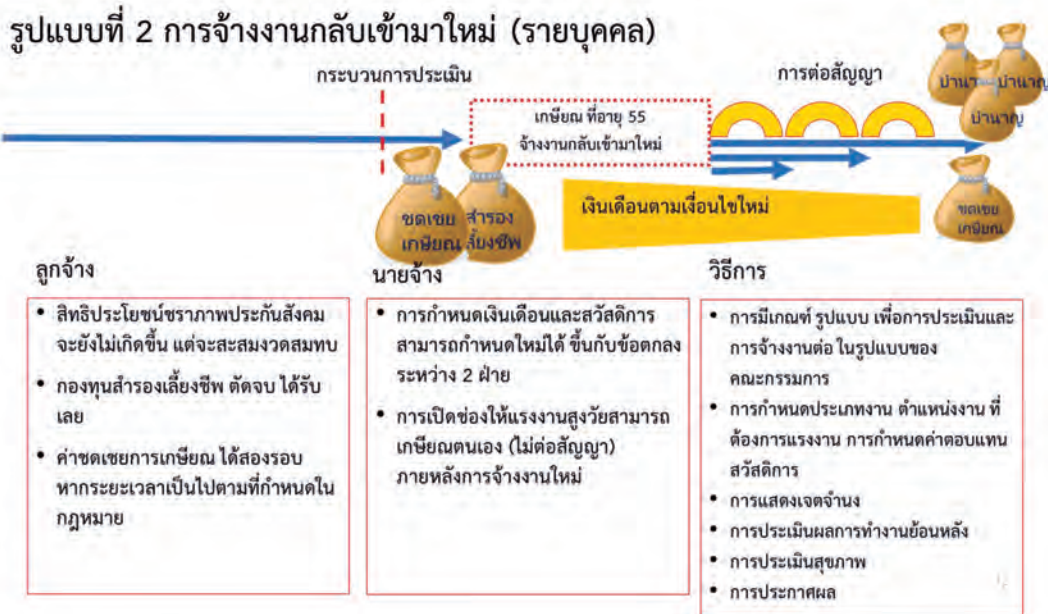 รูปแบบที่ 2 การจ้างงานกลับเข้ามาใหม่ (รายบุคคล)
กระบวนการประเมิน
การต่อสัญญา
บำนาญ
บำนาญ
เกษียณ ที่อายุ 55
จ้างงานกลับเข้ามาใหม่
ชดเชย
เกษียณ
สำรอง
เลี้ยงชีพ
เงินเดือนตามเงื่อนไขใหม่
ชดเชย
เกษียณ
ลูกจ้าง
• สิทธิประโยชน์ชราภาพประกันสังคม
จะยังไม่เกิดขึ้น แต่จะสะสมงวดสมทบ
• กองทุนสำรองเลี้ยงชีพ ตัดจบ ได้รับ
เลย
• ค่าชดเชยการเกษียณ ได้สองรอบ
หากระยะเวลาเป็นไปตามที่กำหนดใน
กฎหมาย
นายจ้าง
• การกำหนดเงินเดือนและสวัสดิการ
สามารถกำหนดใหม่ได้ ขึ้นกับข้อตกลง
ระหว่าง 2 ฝ่าย
• การเปิดช่องให้แรงงานสูงวัยสามารถ
เกษียณตนเอง (ไม่ต่อสัญญา)
ภายหลังการจ้างงานใหม่
วิธีการ
• การมีเกณฑ์ รูปแบบ เพื่อการประเมินและ
การจ้างงานต่อ ในรูปแบบของ
คณะกรรมการ
• การกำหนดประเภทงาน ตำแหน่งงาน ที่
ต้องการแรงงาน การกำหนดค่าตอบแทน
สวัสดิการ
• การแสดงเจตจำนง
• การประเมินผลการทำงานย้อนหลัง
• การประเมินสุขภาพ
• การประกาศผล